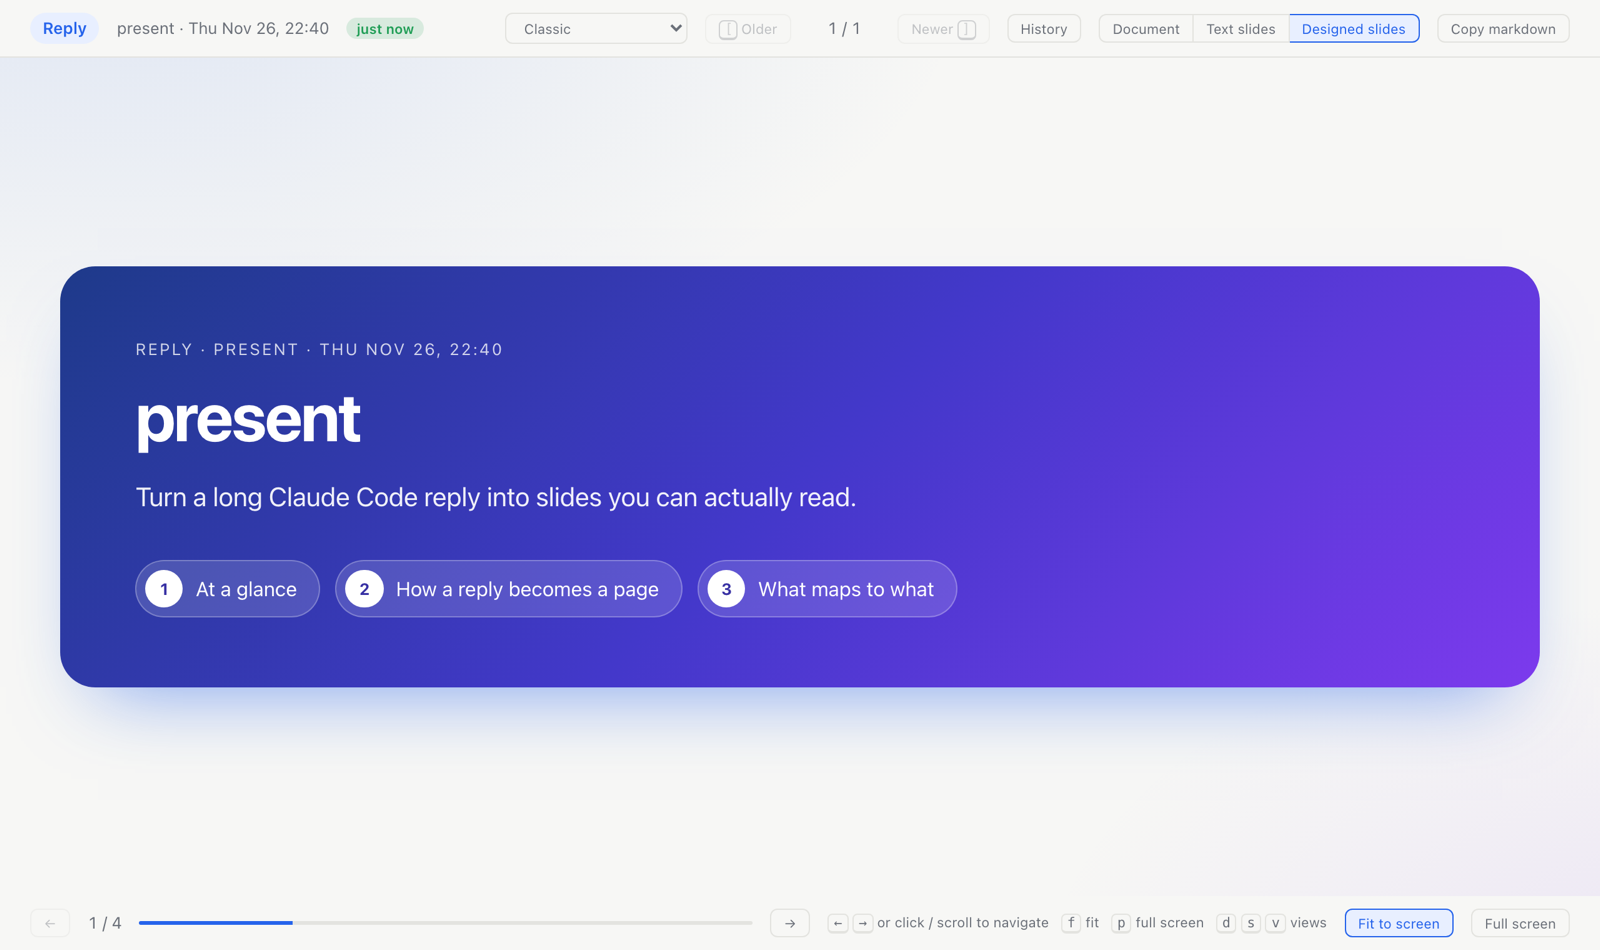 Reply present · Thu Nov 26, 22:40 just now Classic [ Older 1 / 1 Newer ] History Document Text slides Designed slides Copy markdown
REPLY · PRESENT · THU NOV 26, 22:40
present
Turn a long Claude Code reply into slides you can actually read.
1 At a glance 2 How a reply becomes a page 3 What maps to what
← 1 / 4 → ← → or click / scroll to navigate f fit p full screen d s v views Fit to screen Full screen